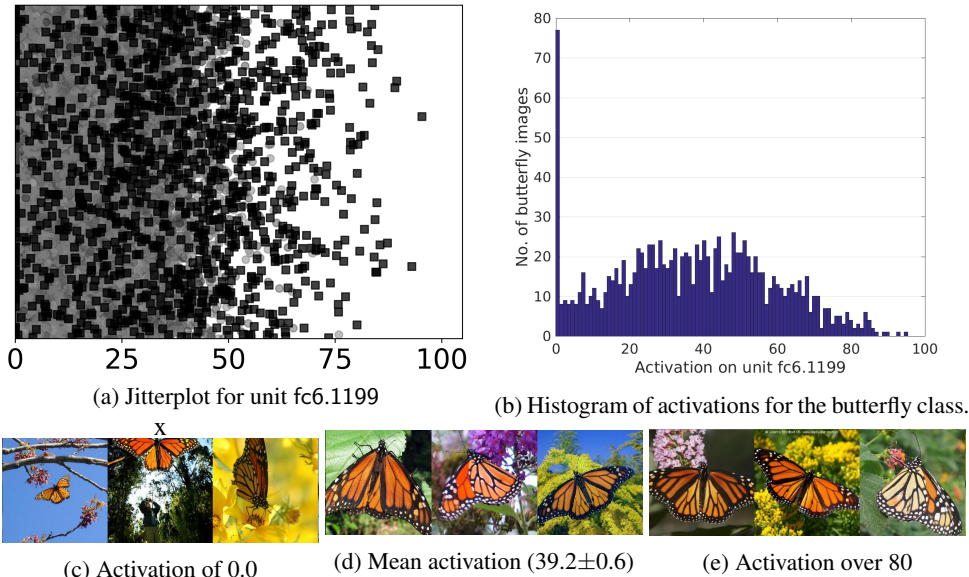 0 25 50 75 100
(a) Jitterplot for unit fc6.1199
80
70
60
50
40
30
20
10
0
No. of butterfly images
0 20 40 60 80 100
Activation on unit fc6.1199
(b) Histogram of activations for the butterfly class.
x
(c) Activation of 0.0
(d) Mean activation (39.2±0.6)
(e) Activation over 80